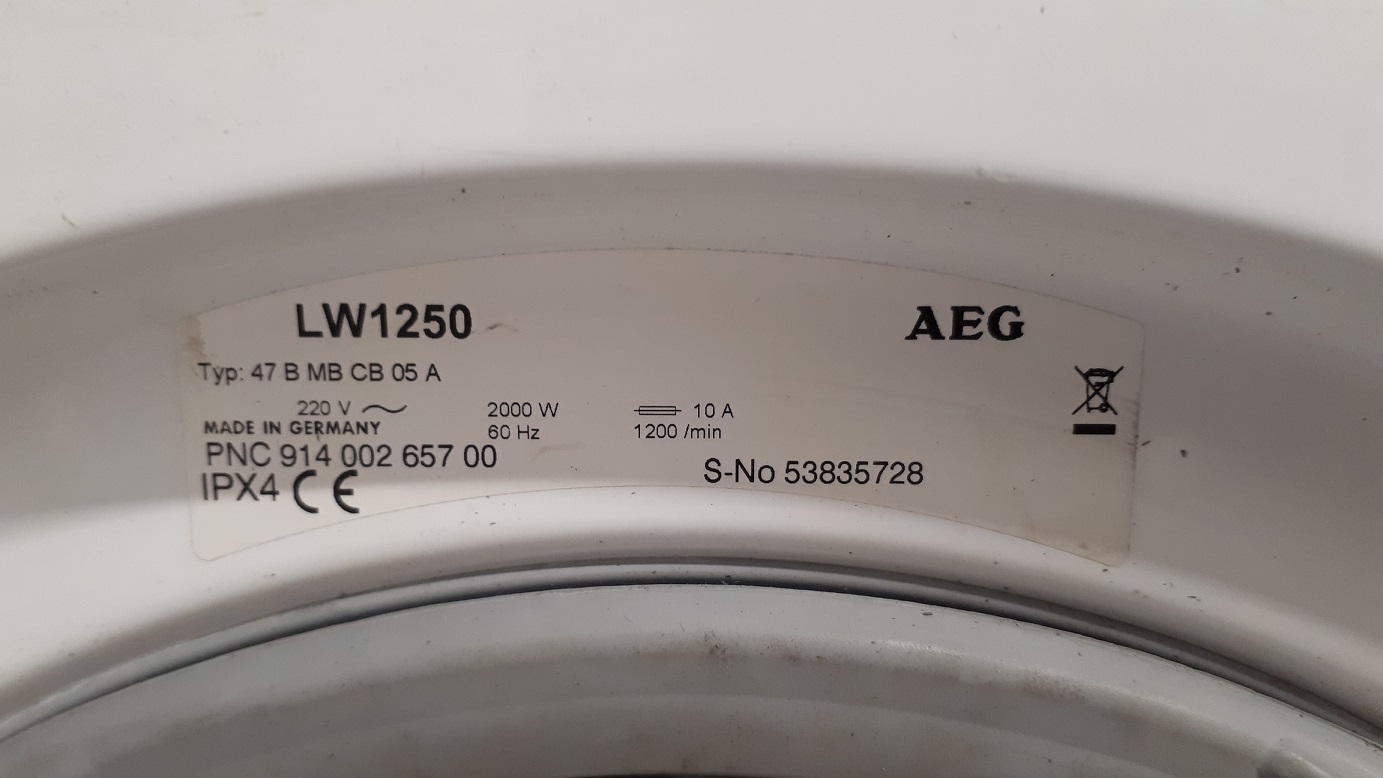 LW1250 AEG
Typ: 47 B MB CB 05 A
220 V 2000 W 10 A
MADE IN GERMANY 60 Hz 1200 /min
PNC 914 002 657 00
S-No 53835728
IPX4 CE